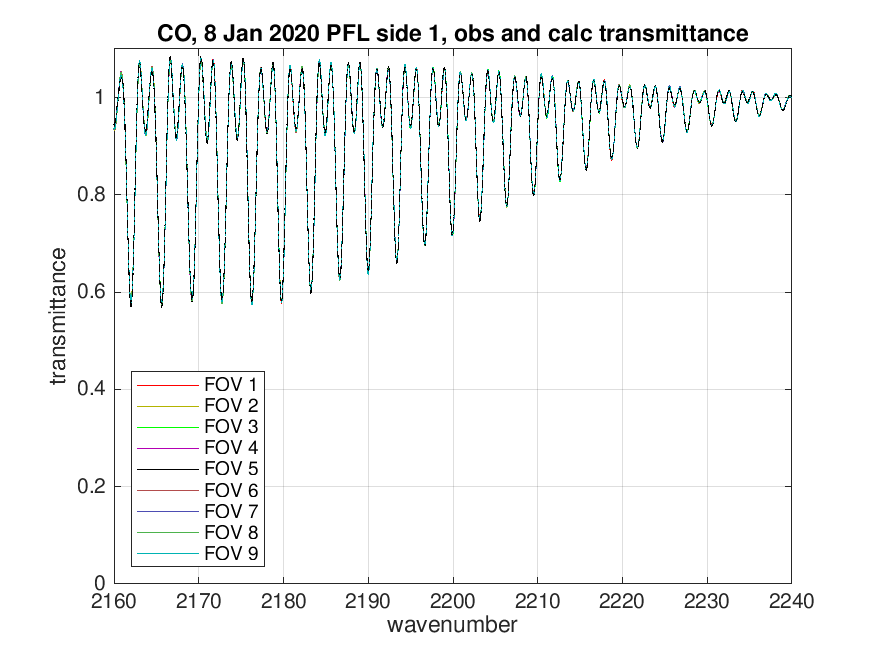 CO, 8 Jan 2020 PFL side 1, obs and calc transmittance
1
0.8
0.6
0.4
0.2
0
transmittance
FOV 1
FOV 2
FOV 3
FOV 4
FOV 5
FOV 6
FOV 7
FOV 8
FOV 9
2160 2170 2180 2190 2200 2210 2220 2230 2240
wavenumber